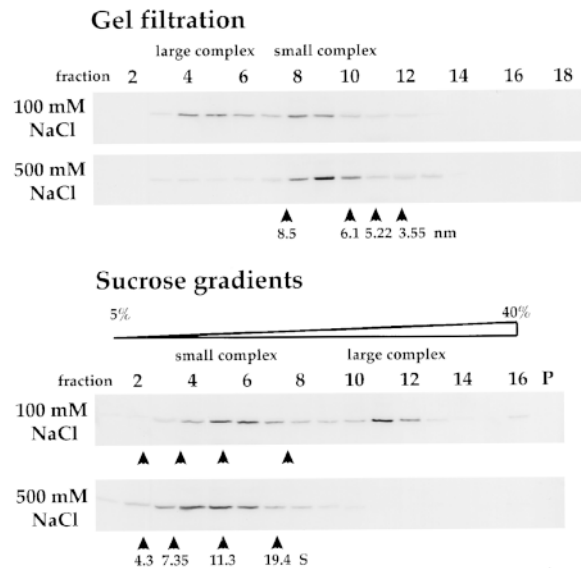 Gel filtration
large complex small complex
fraction 2 4 6 8 10 12 14 16 18
100 mM
NaCl
500 mM
NaCl
8.5 6.1 5.22 3.55 nm
Sucrose gradients
5% 40%
small complex large complex
fraction 2 4 6 8 10 12 14 16 P
100 mM
NaCl
500 mM
NaCl
4.3 7.35 11.3 19.4 S